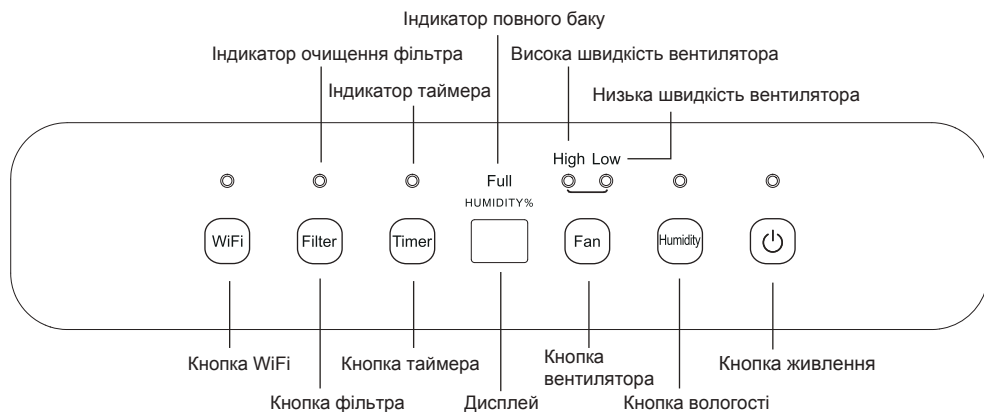 Індикатор повного баку
Індикатор очищення фільтра
Висока швидкість вентилятора
Індикатор таймера
Низька швидкість вентилятора
High Low
Full
HUMIDITY%
WiFi
Filter
Timer
Fan
Humidity
Кнопка WiFi
Кнопка таймера
Кнопка
вентилятора
Кнопка живлення
Кнопка фільтра
Дисплей
Кнопка вологості